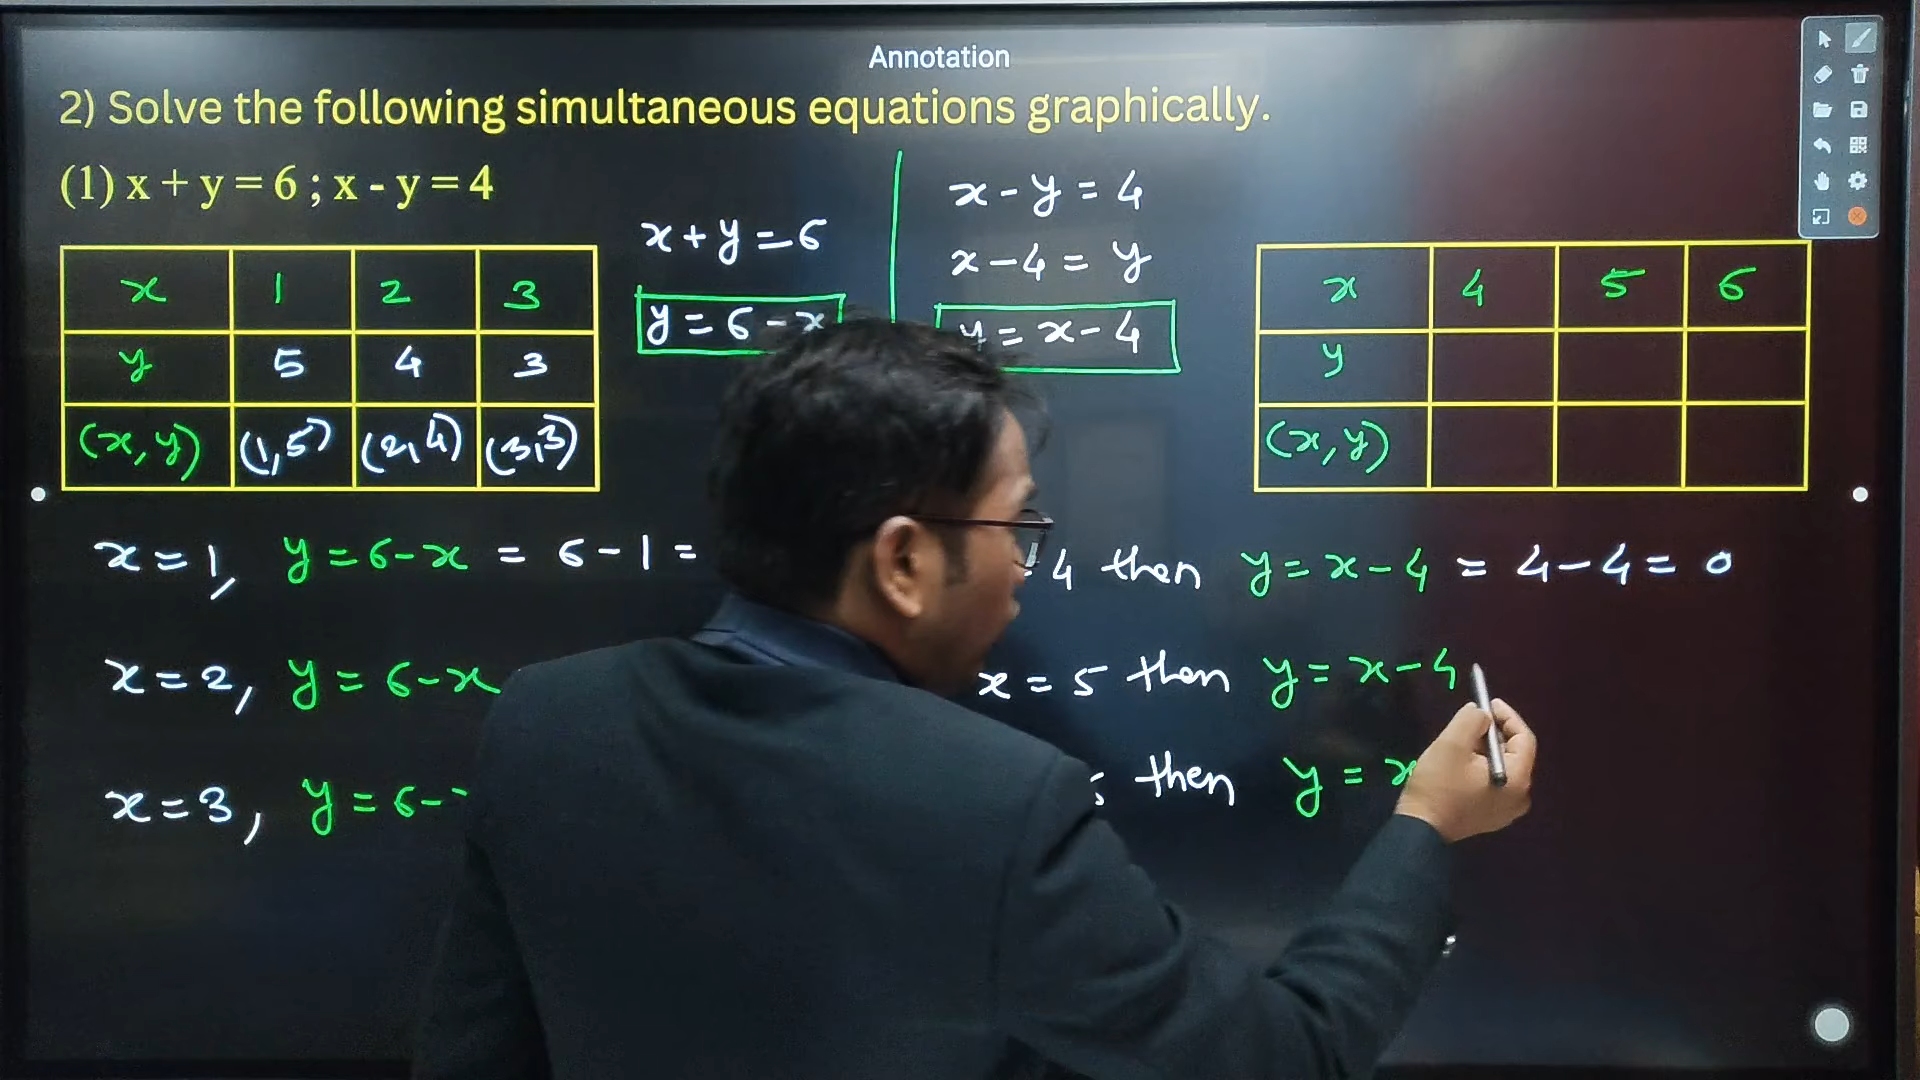 Annotation
2) Solve the following simultaneous equations graphically.
(1) x + y = 6 ; x - y = 4
x + y = 6
y = 6 - x
x - y = 4
x - 4 = y
y = x - 4
x 1 2 3
y 5 4 3
(x, y) (1,5) (2,4) (3,3)
x 4 5 6
y
(x, y)
x = 1, y = 6 - x = 6 - 1 =
x = 2, y = 6 - x
x = 3, y = 6 -
4 then y = x - 4 = 4 - 4 = 0
x = 5 then y = x - 4
then y = x